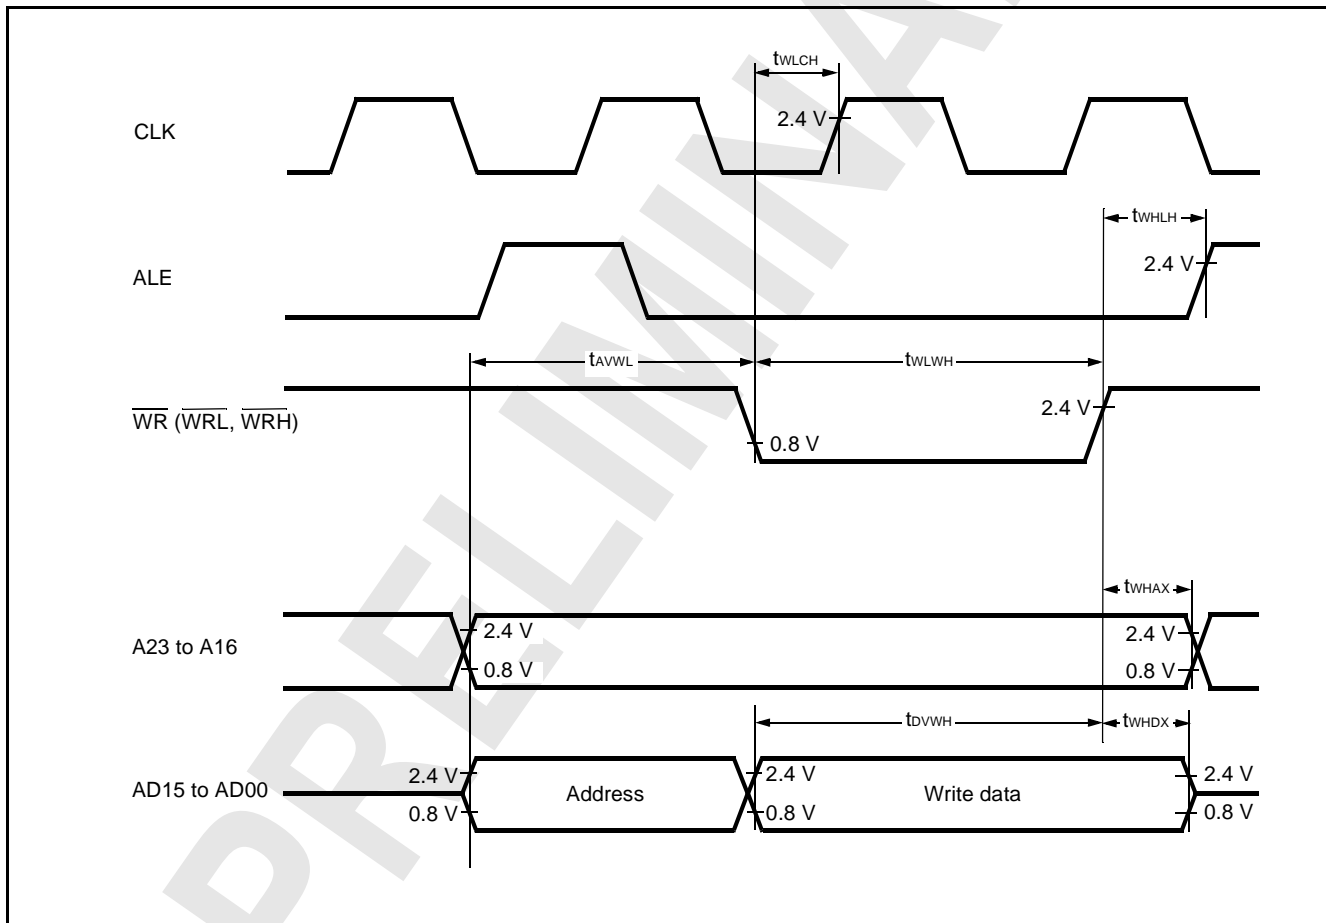 tWLCH
CLK
2.4 V
tWHLH
ALE
2.4 V
tAVWL
tWLWH
WR (WRL, WRH)
2.4 V
0.8 V
tWHAX
A23 to A16
2.4 V
0.8 V
2.4 V
0.8 V
tDVWH
tWHDX
AD15 to AD00
2.4 V
0.8 V
Address
2.4 V
0.8 V
Write data
2.4 V
0.8 V